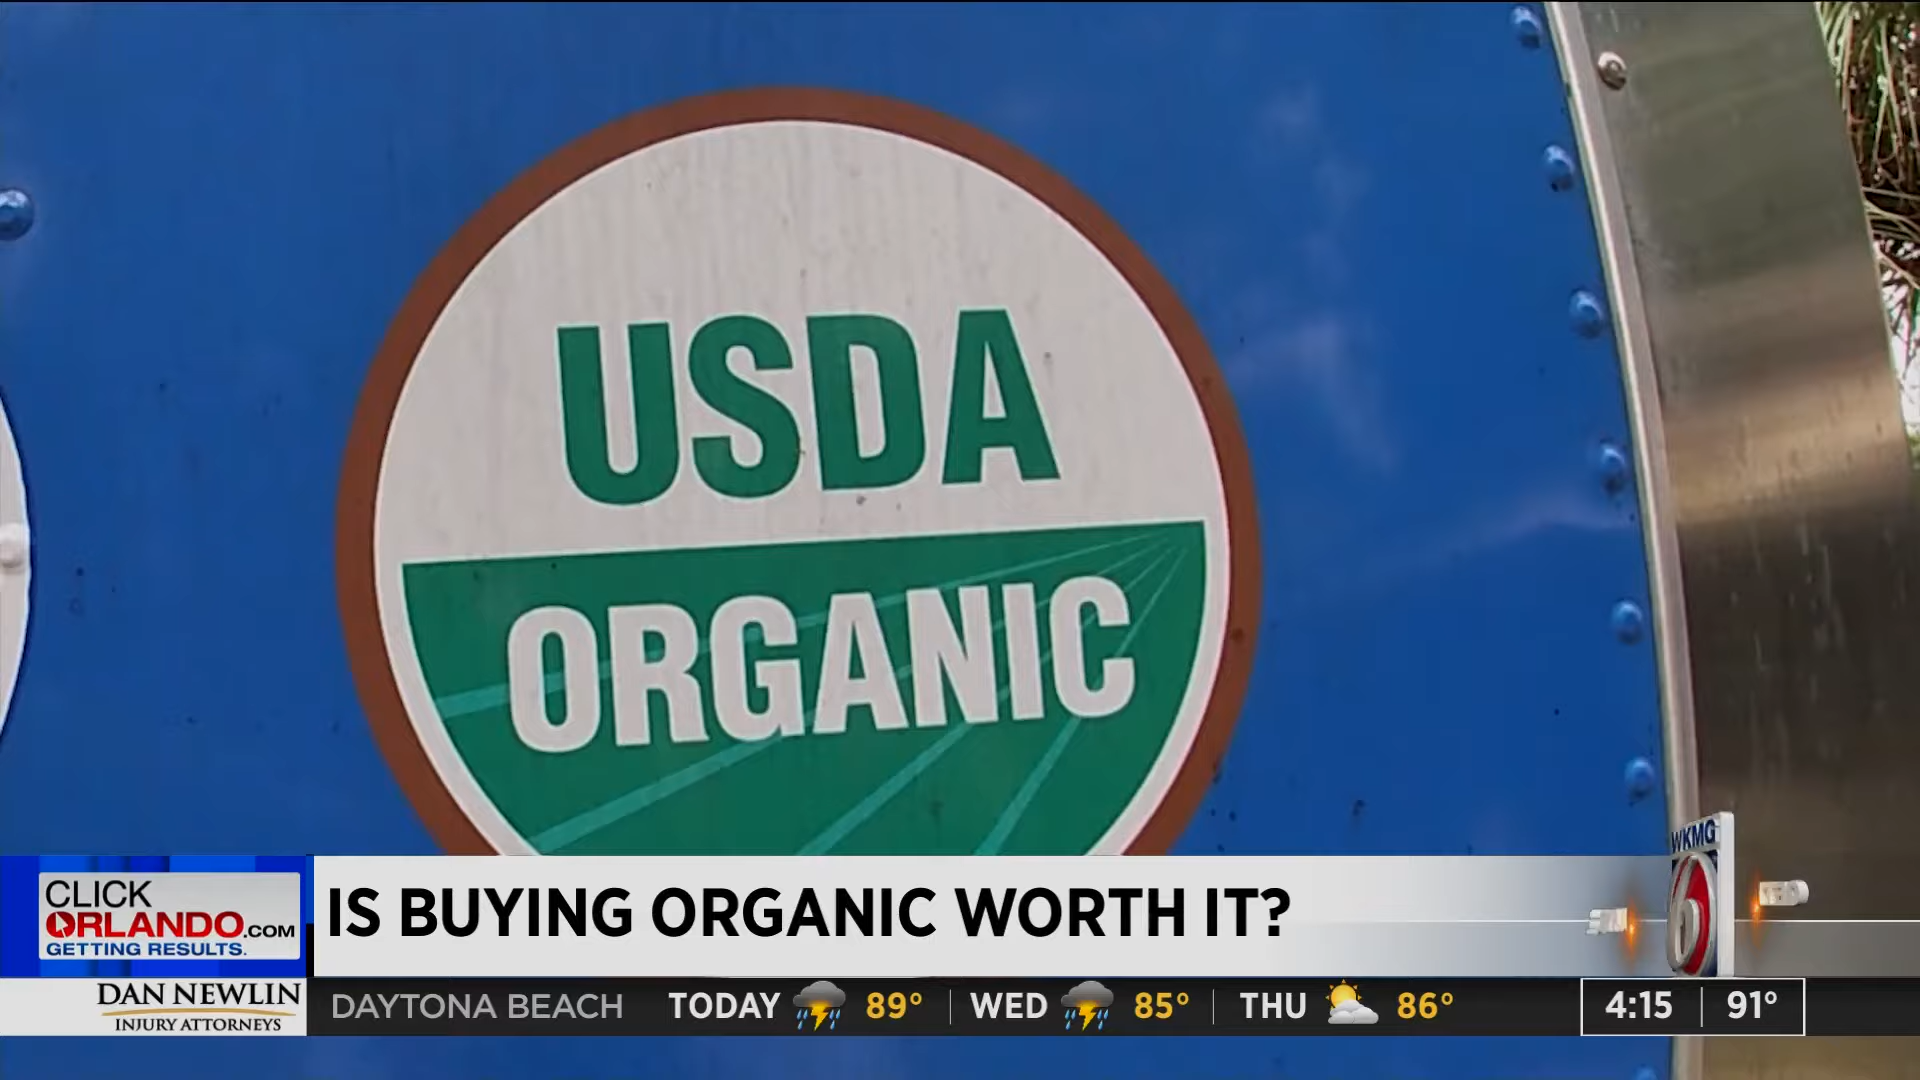 USDA
ORGANIC
WKMG
6
CLICK
ORLANDO.COM
GETTING RESULTS.
IS BUYING ORGANIC WORTH IT?
DAN NEWLIN
INJURY ATTORNEYS
DAYTONA BEACH TODAY 89° WED 85° THU 86° 4:15 91°